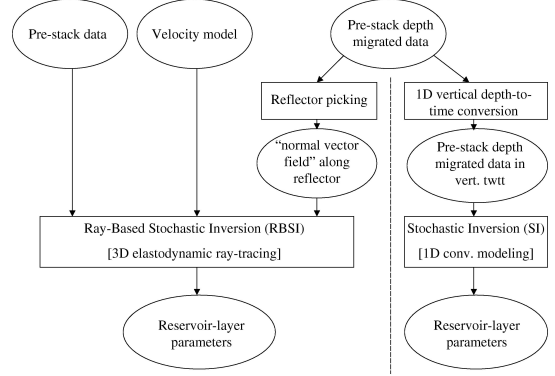 Pre-stack data
Velocity model
Pre-stack depth
migrated data
Reflector picking
1D vertical depth-to-
time conversion
“normal vector
field” along
reflector
Pre-stack depth
migrated data in
vert. twtt
Ray-Based Stochastic Inversion (RBSI)
[3D elastodynamic ray-tracing]
Stochastic Inversion (SI)
[1D conv. modeling]
Reservoir-layer
parameters
Reservoir-layer
parameters